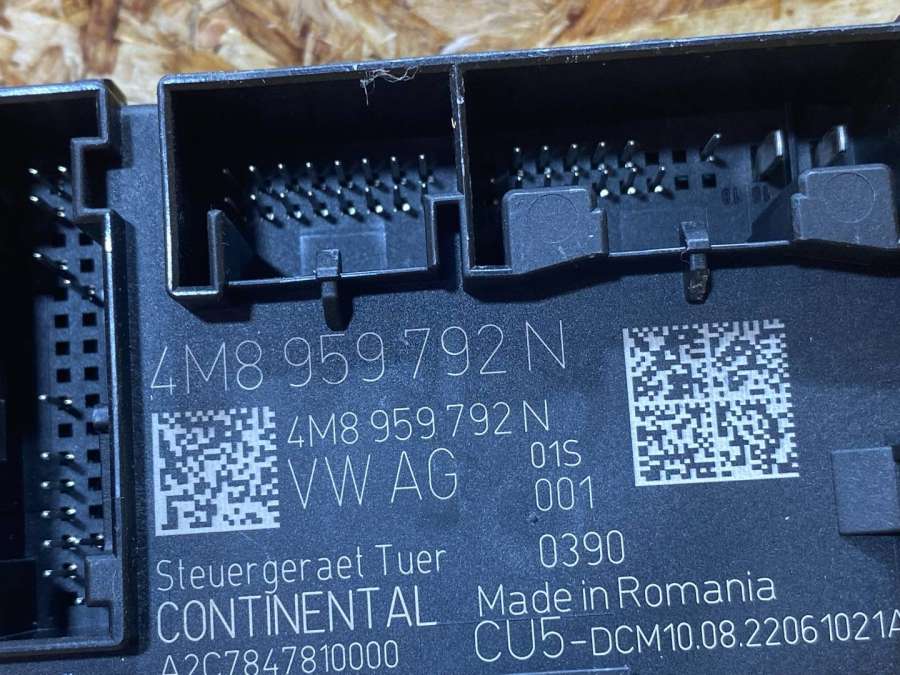 4M8 959 792 N
4M8 959 792 N
VW AG
01S
001
0390
Steuergeraet Tuer
CONTINENTAL
A2C7847810000
Made in Romania
CU5-DCM10.08.22061021A